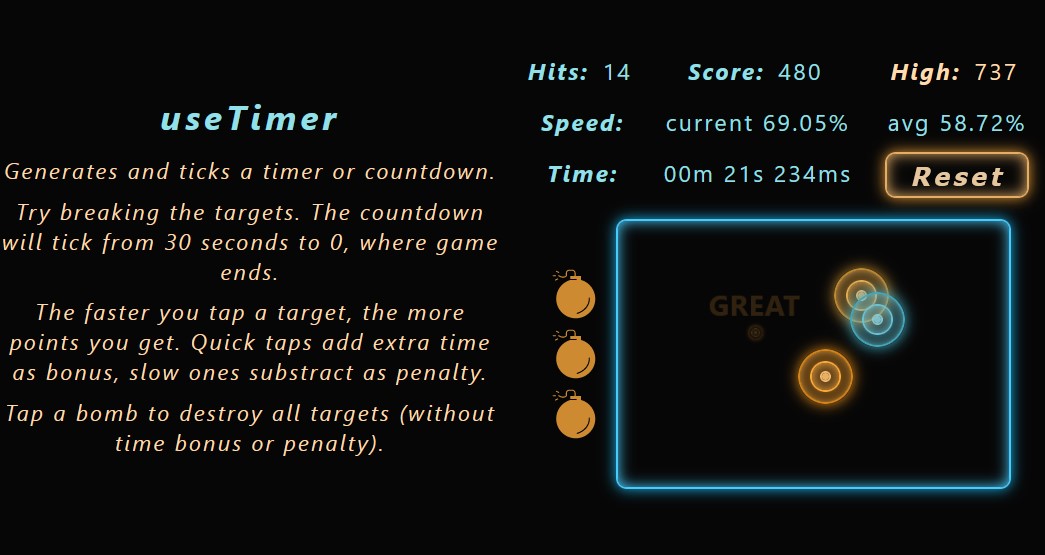 useTimer
Generates and ticks a timer or countdown.
Try breaking the targets. The countdown
will tick from 30 seconds to 0, where game
ends.
The faster you tap a target, the more
points you get. Quick taps add extra time
as bonus, slow ones substract as penalty.
Tap a bomb to destroy all targets (without
time bonus or penalty).
Hits: 14 Score: 480 High: 737
Speed: current 69.05% avg 58.72%
Time: 00m 21s 234ms Reset
GREAT